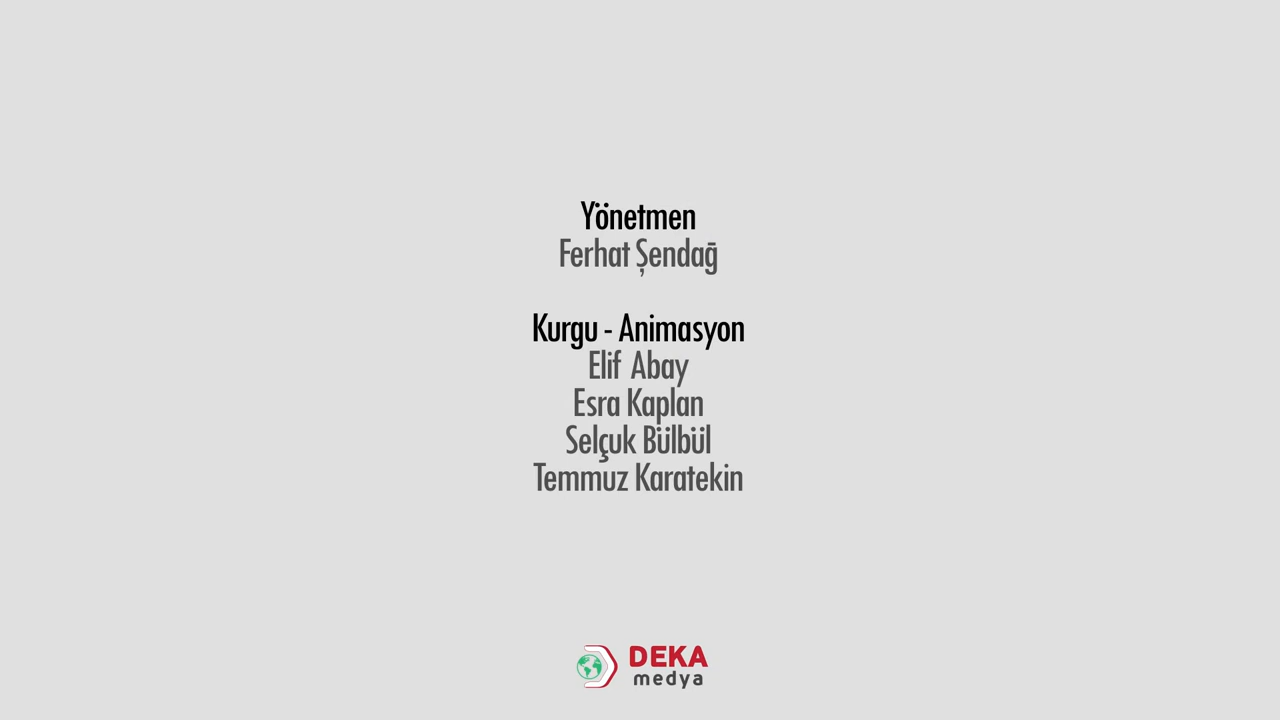 Yönetmen
Ferhat Şendağ
Kurgu - Animasyon
Elif Abay
Esra Kaplan
Selçuk Bülbül
Temmuz Karatekin
DEKA
medya